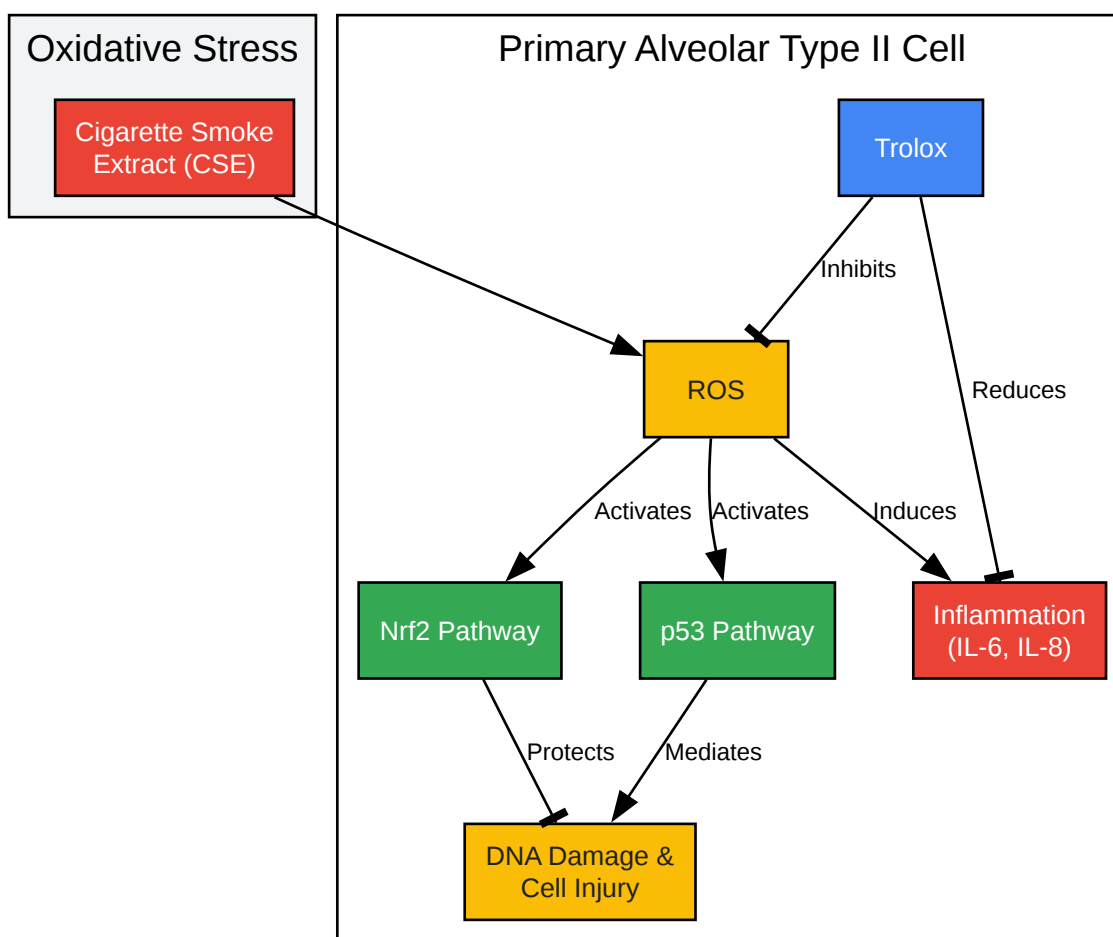 Oxidative Stress
Primary Alveolar Type II Cell
Cigarette Smoke
Extract (CSE)
Trolox
Inhibits
ROS
Reduces
Activates
Activates
Induces
Nrf2 Pathway
p53 Pathway
Inflammation
(IL-6, IL-8)
Protects
Mediates
DNA Damage &
Cell Injury